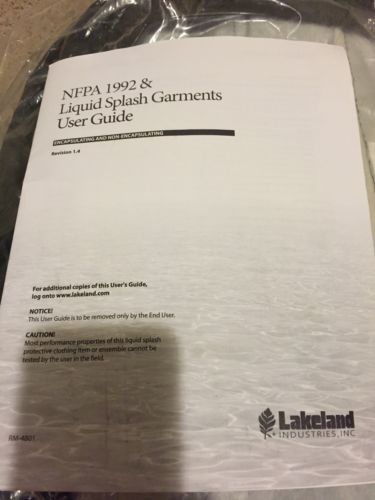 NFPA 1992 &
Liquid Splash Garments
User Guide
ENCAPSULATING AND NON-ENCAPSULATING
Revision 1.4
For additional copies of this User's Guide,
log onto www.lakeland.com
NOTICE!
This User Guide is to be removed only by the End User.
CAUTION!
Most performance properties of this liquid splash
protective clothing item or ensemble cannot be
tested by the user in the field.
Lakeland
INDUSTRIES, INC
RM-4801